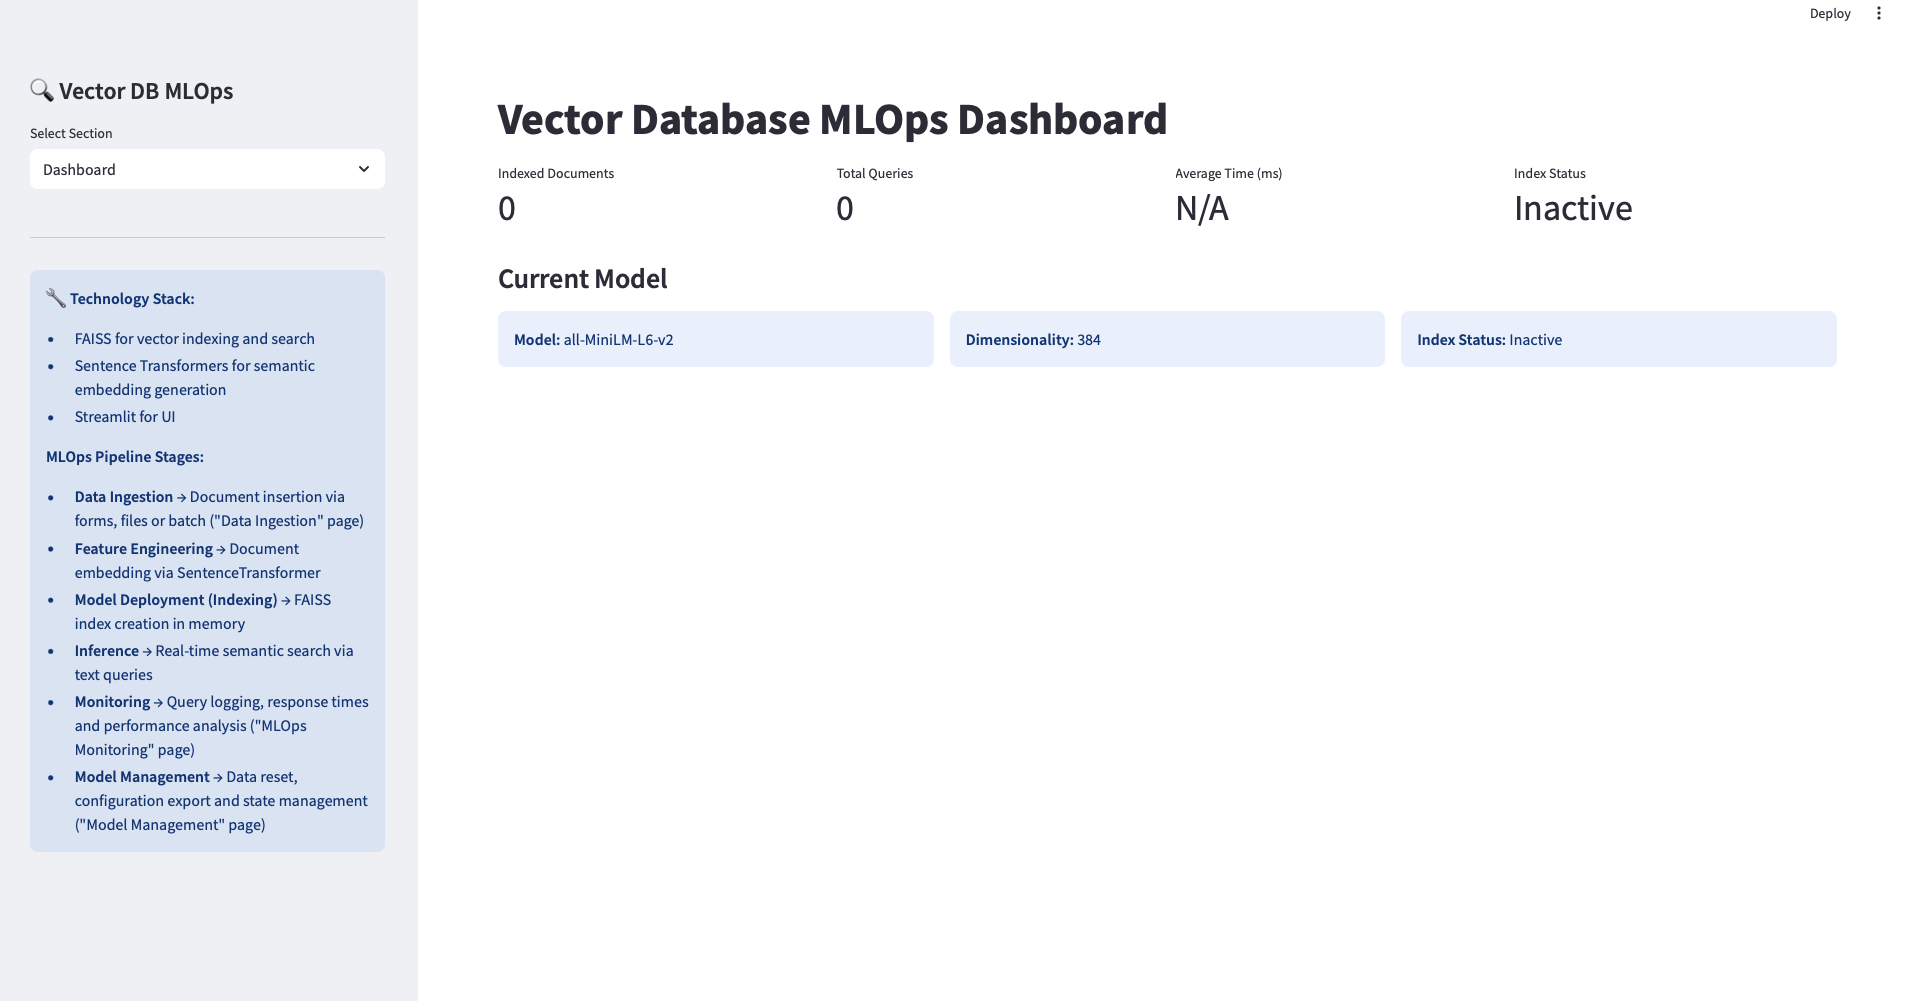 Deploy
Vector DB MLOps
Select Section
Dashboard
Technology Stack:
FAISS for vector indexing and search
Sentence Transformers for semantic
embedding generation
Streamlit for UI
MLOps Pipeline Stages:
Data Ingestion → Document insertion via
forms, files or batch ("Data Ingestion" page)
Feature Engineering → Document
embedding via SentenceTransformer
Model Deployment (Indexing) → FAISS
index creation in memory
Inference → Real-time semantic search via
text queries
Monitoring → Query logging, response times
and performance analysis ("MLOps
Monitoring" page)
Model Management → Data reset,
configuration export and state management
("Model Management" page)
Vector Database MLOps Dashboard
Indexed Documents
0
Total Queries
0
Average Time (ms)
N/A
Index Status
Inactive
Current Model
Model: all-MiniLM-L6-v2
Dimensionality: 384
Index Status: Inactive